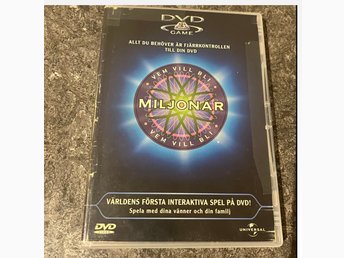 DVD
GAME
ALLT DU BEHÖVER ÄR FJÄRRKONTROLLEN
TILL DIN DVD
VEM VILL BLI
MILJONÄR
VEM VILL BLI
VÄRLDENS FÖRSTA INTERAKTIVA SPEL PÅ DVD!
Spela med dina vänner och din familj
DVD
UNIVERSAL